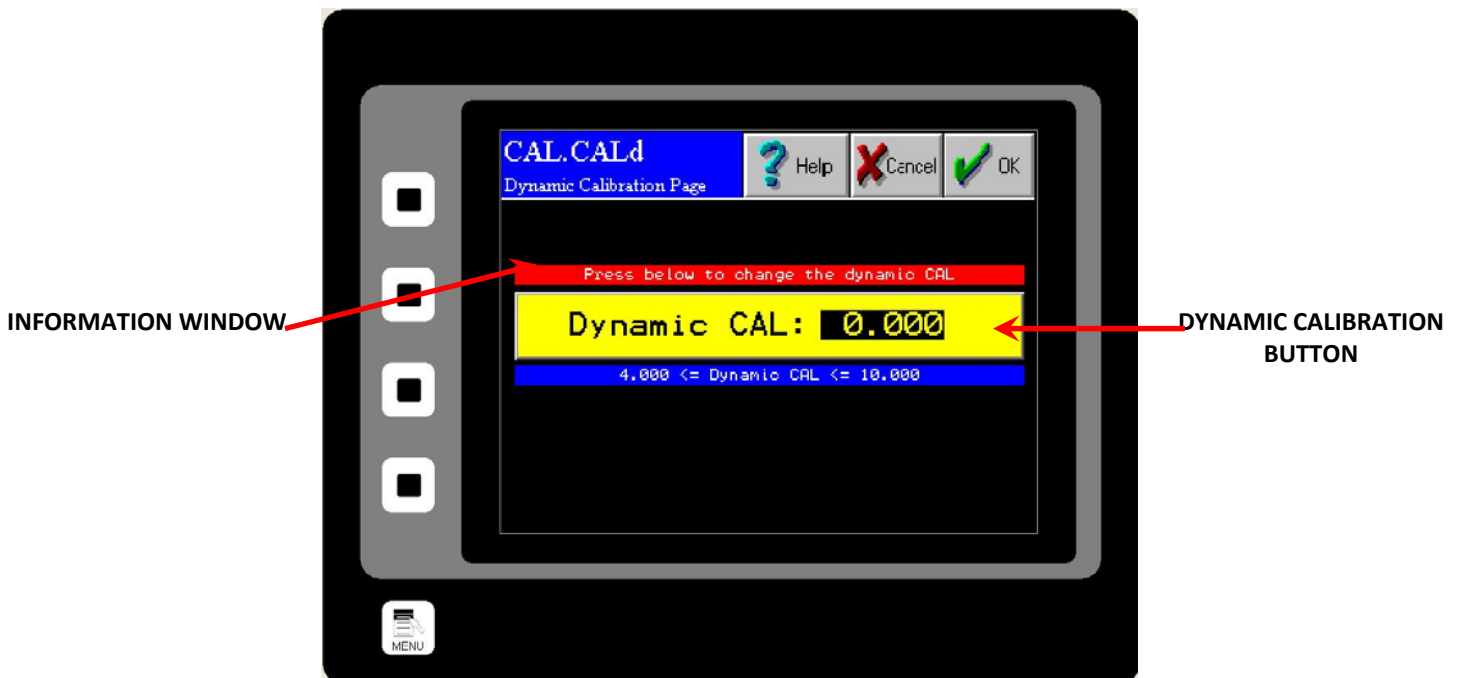 CAL.CALd
Dynamic Calibration Page
Help
Cancel
OK
Press below to change the dynamic CAL
INFORMATION WINDOW
Dynamic CAL: 0.000
DYNAMIC CALIBRATION
BUTTON
4.000 <= Dynamic CAL <= 10.000
MENU